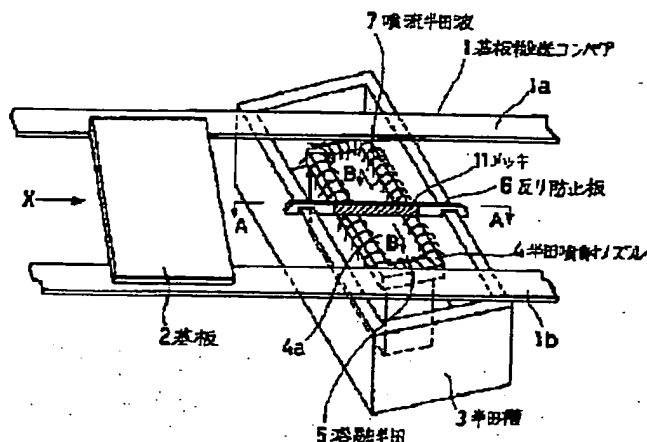 7 噴流半田波
1 基板搬送コンベア
1a
11 メッキ
B
6 反り防止板
X
A
A
B
4 半田噴射ノズル
2 基板
4a
1b
5 溶融半田
3 半田槽